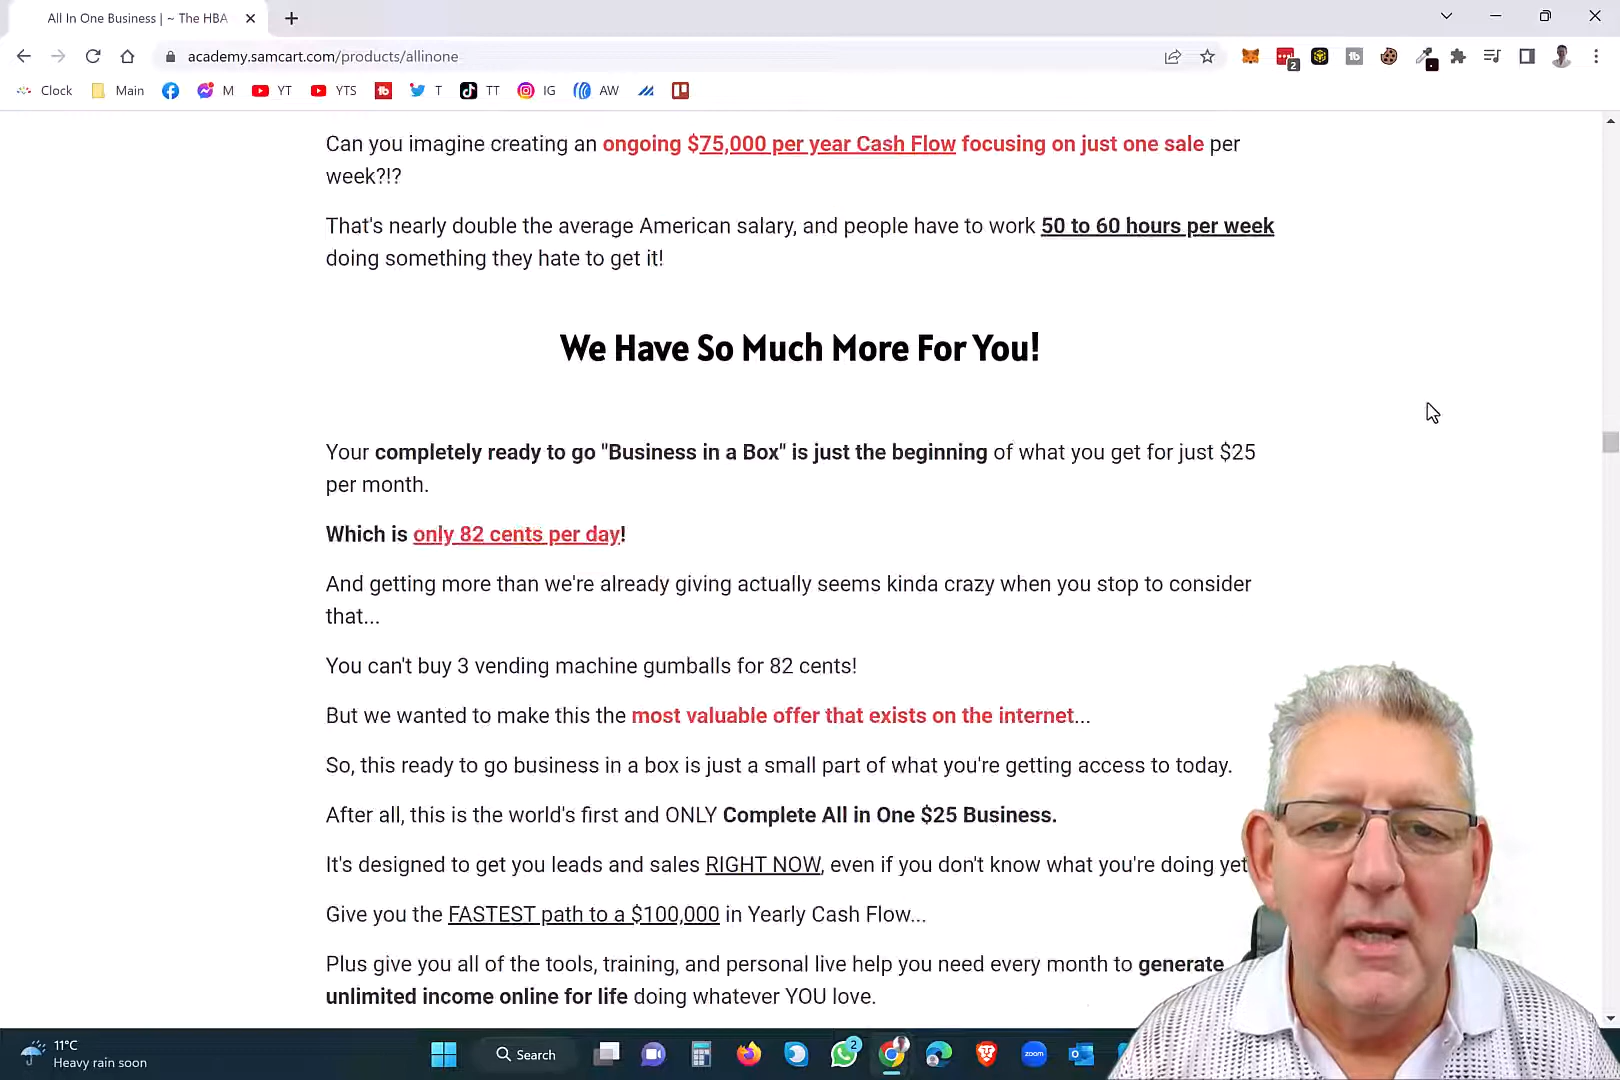 All In One Business | ~ The HBA
academy.samcart.com/products/allinone
2
Clock Main M YT YTS T TT IG AW
Can you imagine creating an ongoing $75,000 per year Cash Flow focusing on just one sale per
week?!?
That's nearly double the average American salary, and people have to work 50 to 60 hours per week
doing something they hate to get it!
We Have So Much More For You!
Your completely ready to go "Business in a Box" is just the beginning of what you get for just $25
per month.
Which is only 82 cents per day!
And getting more than we're already giving actually seems kinda crazy when you stop to consider
that...
You can't buy 3 vending machine gumballs for 82 cents!
But we wanted to make this the most valuable offer that exists on the internet...
So, this ready to go business in a box is just a small part of what you're getting access to today.
After all, this is the world's first and ONLY Complete All in One $25 Business.
It's designed to get you leads and sales RIGHT NOW, even if you don't know what you're doing yet
Give you the FASTEST path to a $100,000 in Yearly Cash Flow...
Plus give you all of the tools, training, and personal live help you need every month to generate
unlimited income online for life doing whatever YOU love.
11°C
Heavy rain soon
Search
2
zoom